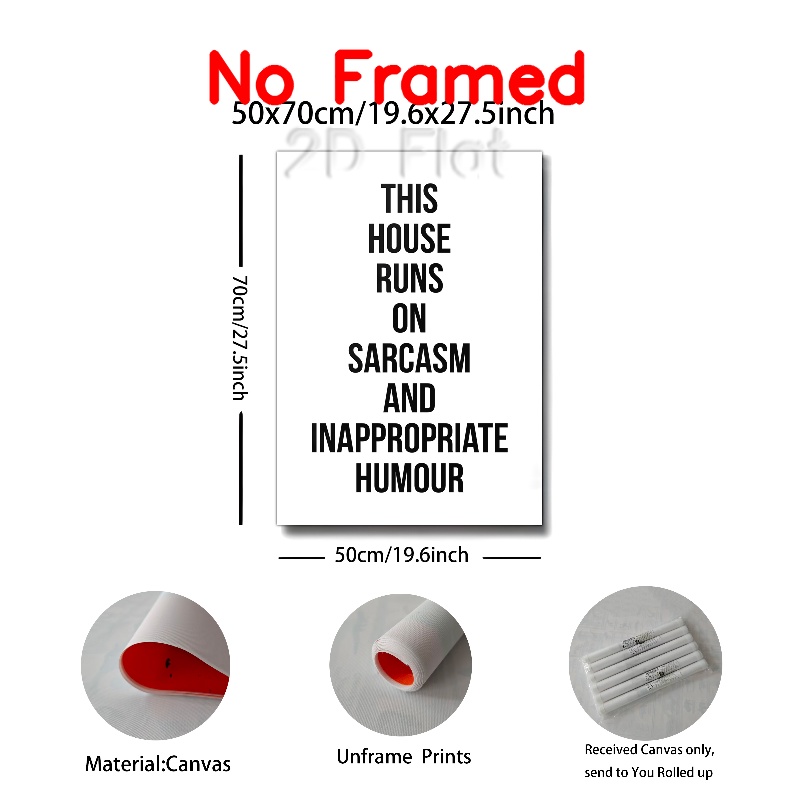 No Framed
50x70cm/19.6x27.5inch
2D Flat
THIS
HOUSE
RUNS
ON
SARCASM
AND
INAPPROPRIATE
HUMOUR
70cm/27.5inch
50cm/19.6inch
Material:Canvas
Unframe Prints
Received Canvas only,
send to You Rolled up